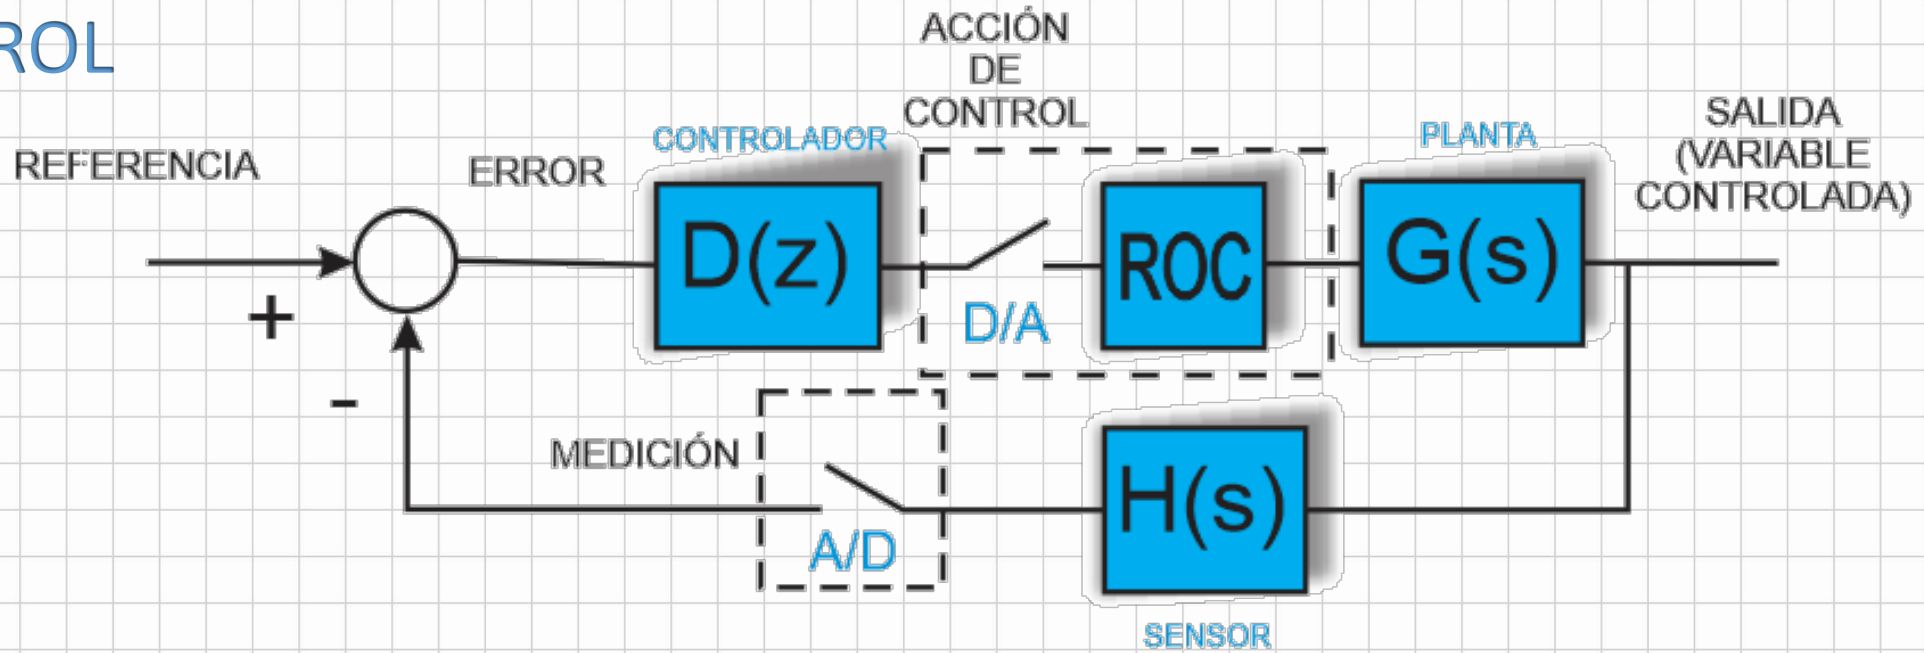 ROL
ACCIÓN
DE
CONTROL
CONTROLADOR
PLANTA
SALIDA
(VARIABLE
CONTROLADA)
REFERENCIA
ERROR
D(z)
ROC
G(s)
+
D/A
-
MEDICIÓN
H(s)
A/D
SENSOR